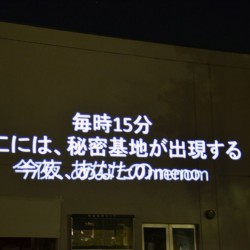 毎時15分
こには、秘密基地が出現する
今夜、あなたの